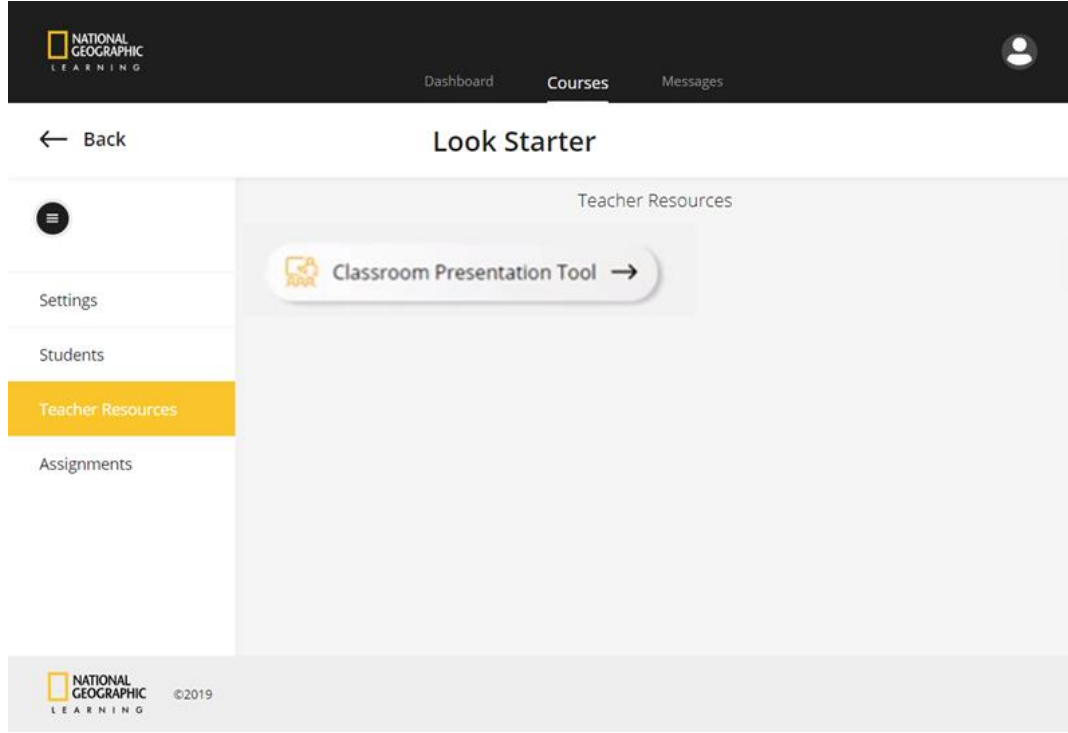 NATIONAL
GEOGRAPHIC
LEARNING
Dashboard Courses Messages
← Back
Look Starter
Teacher Resources
Classroom Presentation Tool →
Settings
Students
Teacher Resources
Assignments
NATIONAL
GEOGRAPHIC
LEARNING
©2019